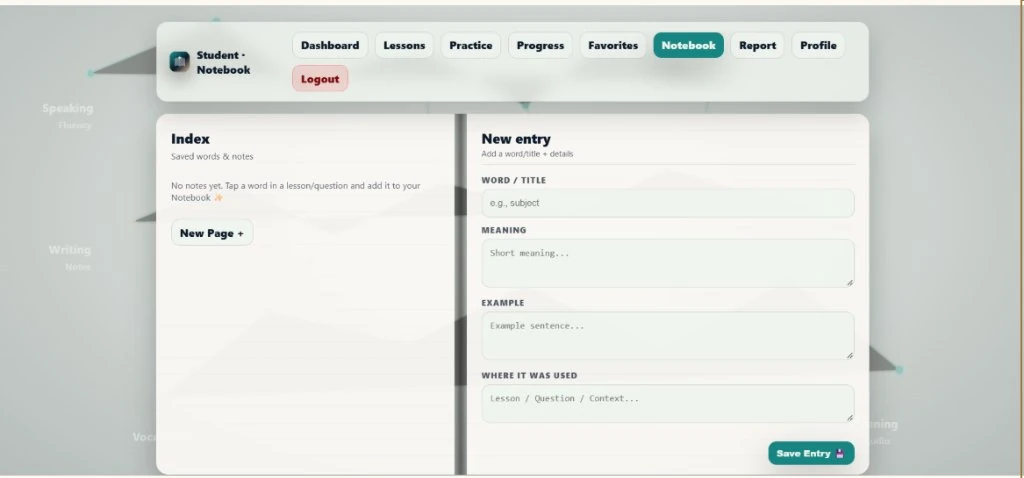 Student ·
Notebook
Dashboard
Lessons
Practice
Progress
Favorites
Notebook
Report
Profile
Logout
Speaking
Fluency
Writing
Notes
Index
Saved words & notes
No notes yet. Tap a word in a lesson/question and add it to your
Notebook ✨
New Page +
New entry
Add a word/title + details
WORD / TITLE
e.g., subject
MEANING
Short meaning...
EXAMPLE
Example sentence...
WHERE IT WAS USED
Lesson / Question / Context...
Save Entry 💾